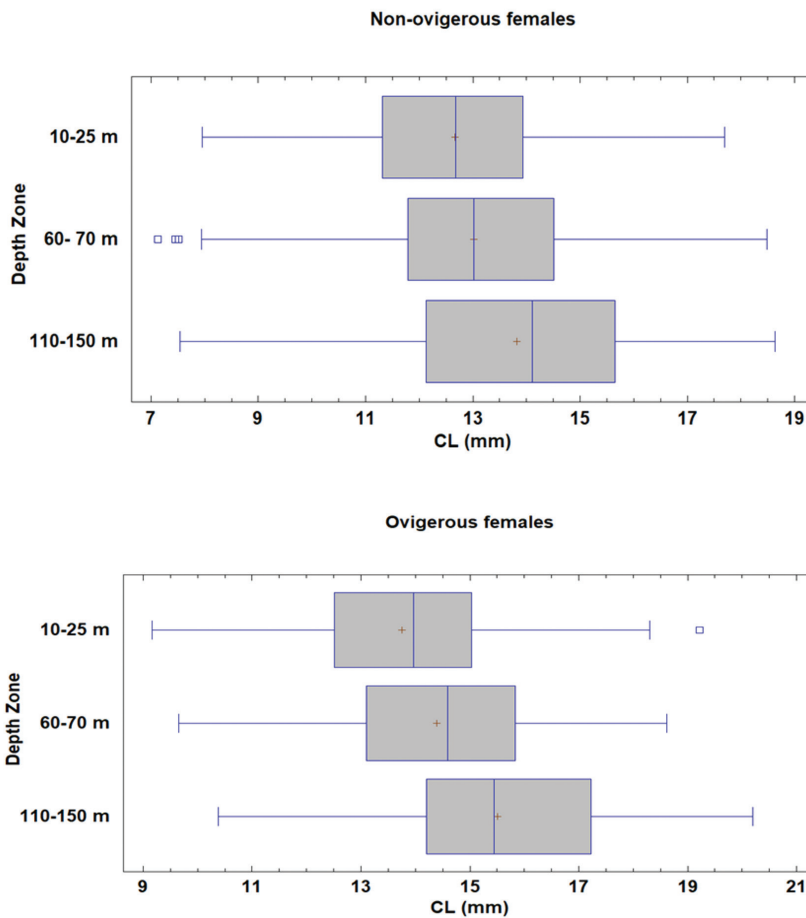 Non-ovigerous females
Depth Zone
10-25 m
60- 70 m
110-150 m
7 9 11 13 15 17 19
CL (mm)
Ovigerous females
Depth Zone
10-25 m
60-70 m
110-150 m
9 11 13 15 17 19 21
CL (mm)